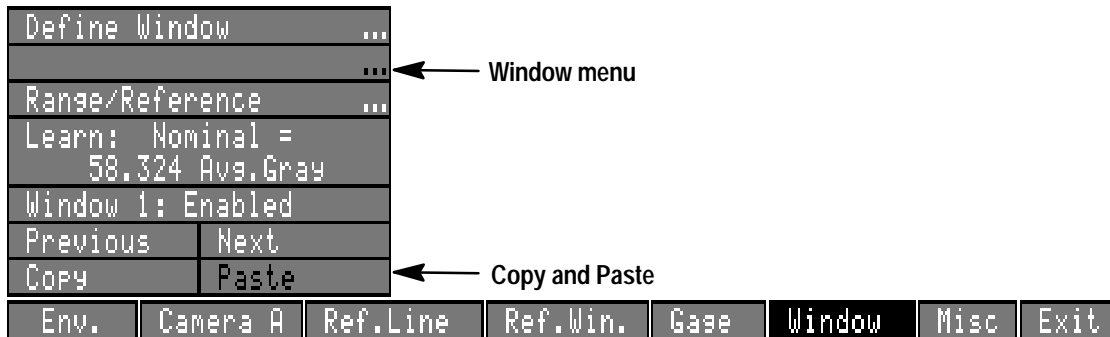 Define Window ...
... Window menu
Range/Reference ...
Learn: Nominal =
58.324 Avg.Gray
Window 1: Enabled
Previous Next
Copy Paste Copy and Paste
Env. Camera A Ref.Line Ref.Win. Gage Window Misc Exit